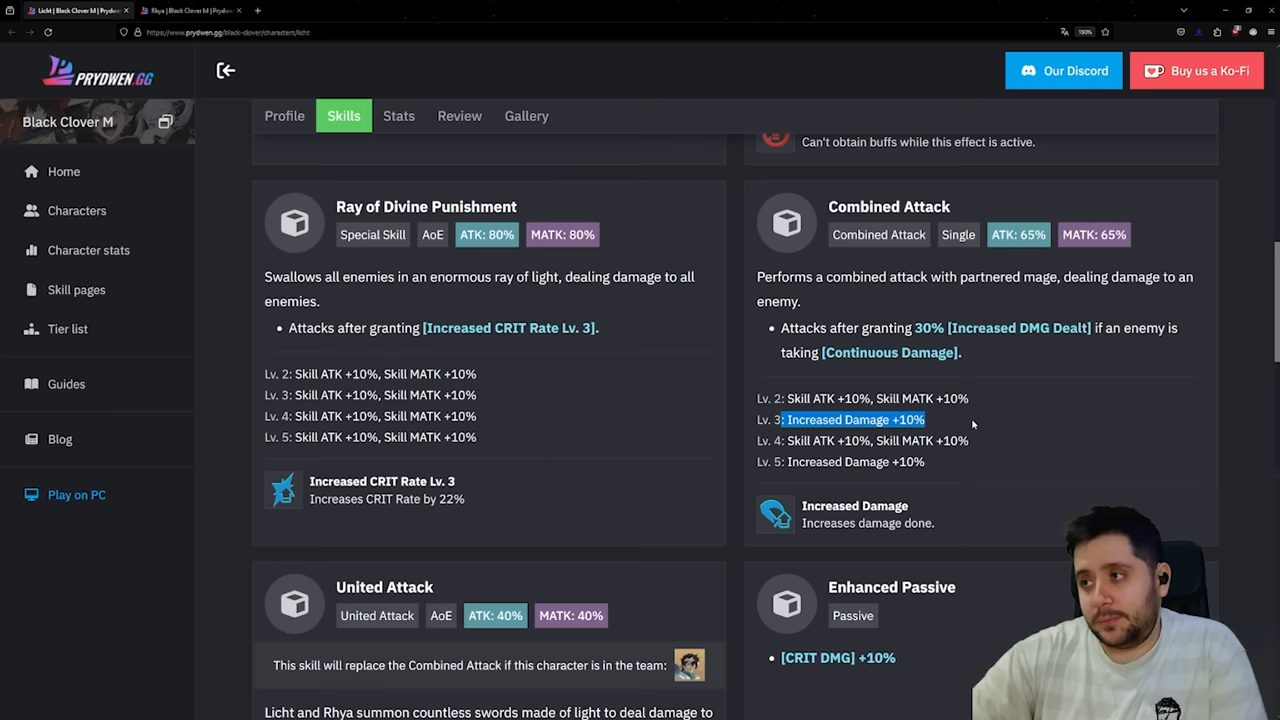 Licht | Black Clover M | Prydwen
Rhya | Black Clover M | Prydwen
https://www.prydwen.gg/black-clover/characters/licht
130%
PRYDWEN.GG
Our Discord
Buy us a Ko-Fi
Black Clover M
Home
Characters
Character stats
Skill pages
Tier list
Guides
Blog
Play on PC
Profile
Skills
Stats
Review
Gallery
Can't obtain buffs while this effect is active.
Ray of Divine Punishment
Special Skill AoE ATK: 80% MATK: 80%
Swallows all enemies in an enormous ray of light, dealing damage to all
enemies.
• Attacks after granting [Increased CRIT Rate Lv. 3].
Lv. 2: Skill ATK +10%, Skill MATK +10%
Lv. 3: Skill ATK +10%, Skill MATK +10%
Lv. 4: Skill ATK +10%, Skill MATK +10%
Lv. 5: Skill ATK +10%, Skill MATK +10%
Increased CRIT Rate Lv. 3
Increases CRIT Rate by 22%
Combined Attack
Combined Attack Single ATK: 65% MATK: 65%
Performs a combined attack with partnered mage, dealing damage to an
enemy.
• Attacks after granting 30% [Increased DMG Dealt] if an enemy is
taking [Continuous Damage].
Lv. 2: Skill ATK +10%, Skill MATK +10%
Lv. 3: Increased Damage +10%
Lv. 4: Skill ATK +10%, Skill MATK +10%
Lv. 5: Increased Damage +10%
Increased Damage
Increases damage done.
United Attack
United Attack AoE ATK: 40% MATK: 40%
This skill will replace the Combined Attack if this character is in the team:
Licht and Rhya summon countless swords made of light to deal damage to
Enhanced Passive
Passive
• [CRIT DMG] +10%